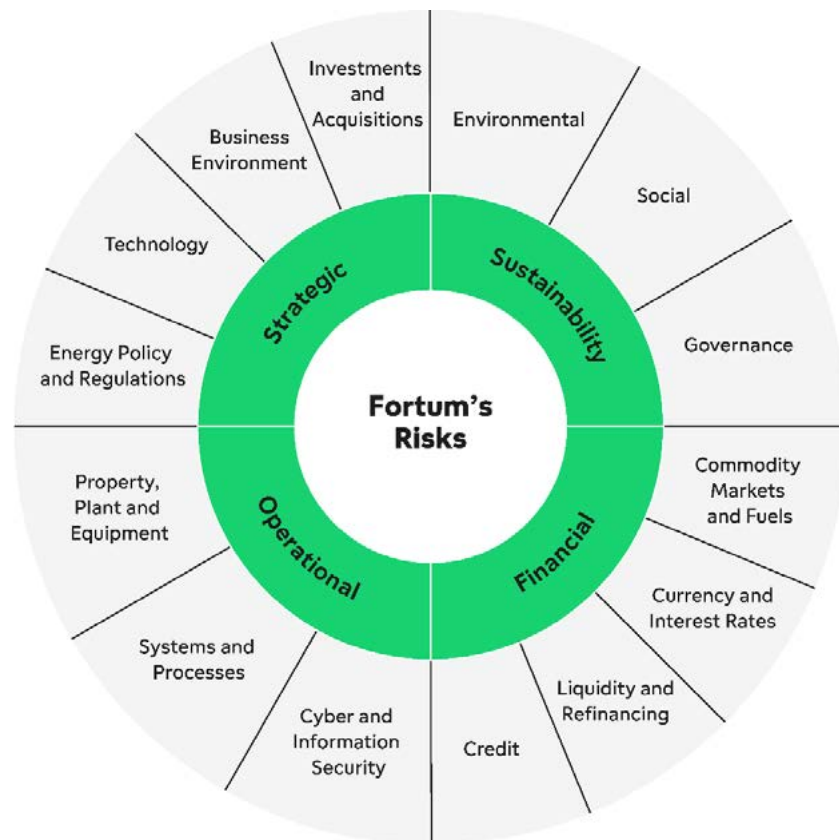 Fortum's
Risks
Strategic
Sustainability
Financial
Operational
Environmental
Social
Governance
Commodity
Markets
and Fuels
Currency and
Interest Rates
Liquidity and
Refinancing
Credit
Cyber and
Information
Security
Systems and
Processes
Property,
Plant and
Equipment
Energy Policy
and Regulations
Technology
Business
Environment
Investments
and
Acquisitions